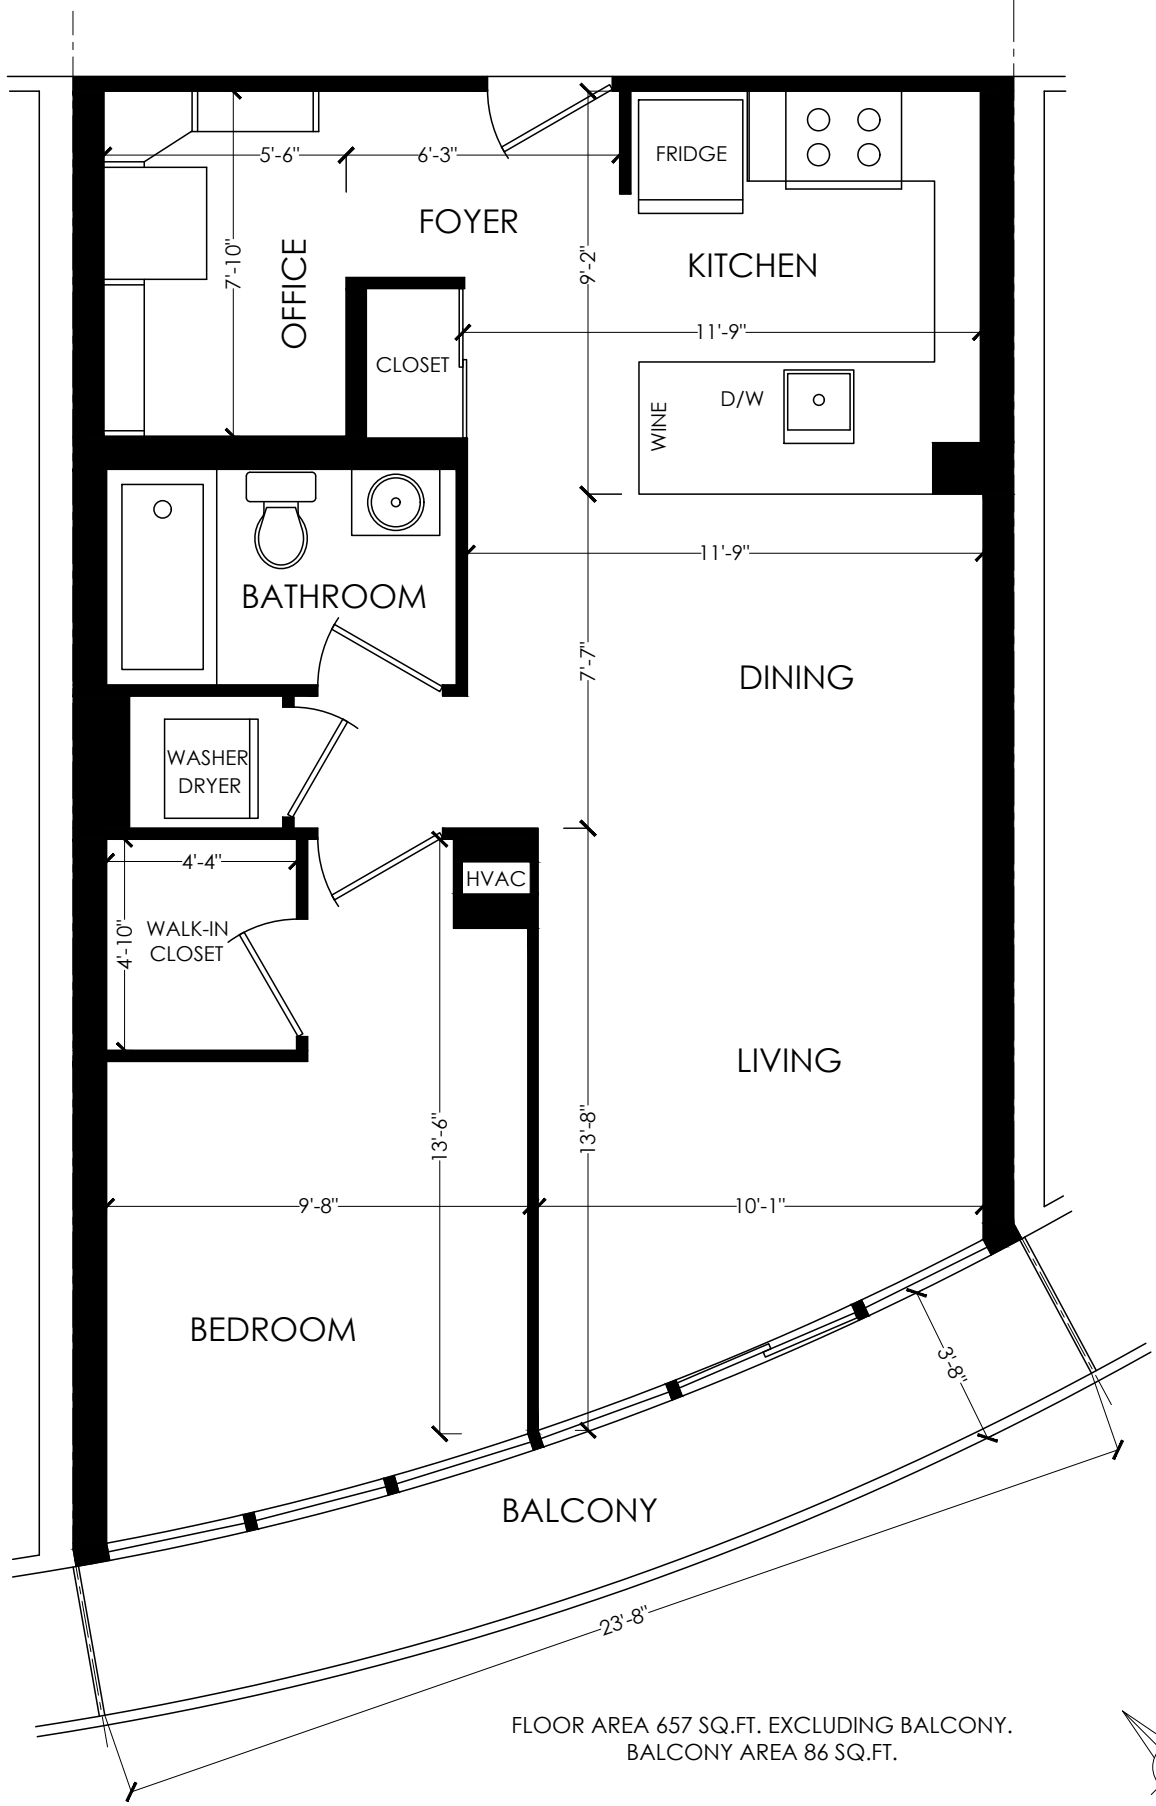 5'-6"
6'-3"
FRIDGE
FOYER
7'-10"
OFFICE
9'-2"
KITCHEN
11'-9"
CLOSET
D/W
WINE
11'-9"
BATHROOM
7'-7"
DINING
WASHER
DRYER
4'-4"
HVAC
4'-10"
WALK-IN
CLOSET
LIVING
13'-6"
13'-8"
9'-8"
10'-1"
BEDROOM
3'-8"
BALCONY
23'-8"
FLOOR AREA 657 SQ.FT. EXCLUDING BALCONY.
BALCONY AREA 86 SQ.FT.